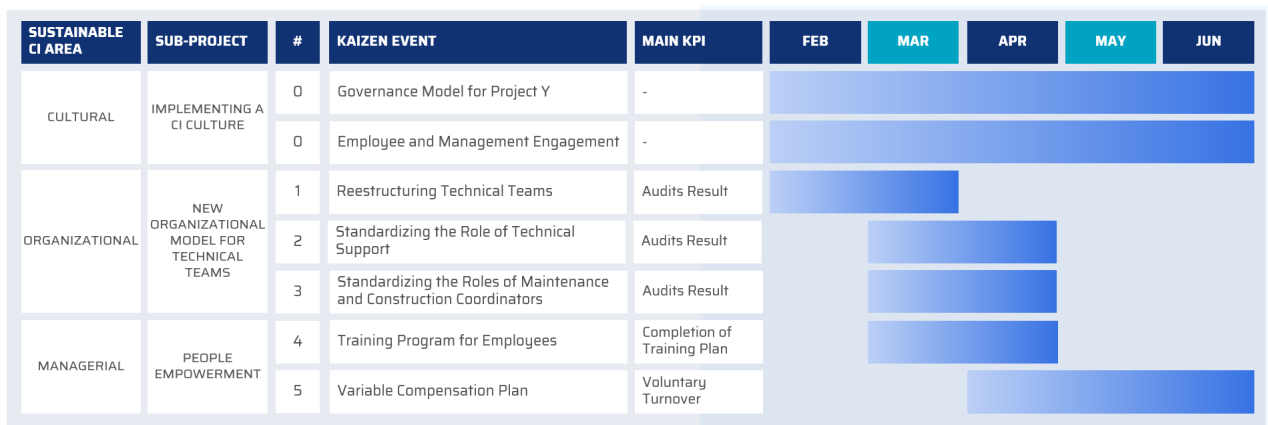 SUSTAINABLE
CI AREA
SUB-PROJECT
#
KAIZEN EVENT
MAIN KPI
FEB
MAR
APR
MAY
JUN
CULTURAL
IMPLEMENTING A
CI CULTURE
0
Governance Model for Project Y
-
0
Employee and Management Engagement
-
ORGANIZATIONAL
NEW
ORGANIZATIONAL
MODEL FOR
TECHNICAL
TEAMS
1
Reestructuring Technical Teams
Audits Result
2
Standardizing the Role of Technical
Support
Audits Result
3
Standardizing the Roles of Maintenance
and Construction Coordinators
Audits Result
MANAGERIAL
PEOPLE
EMPOWERMENT
4
Training Program for Employees
Completion of
Training Plan
5
Variable Compensation Plan
Voluntary
Turnover